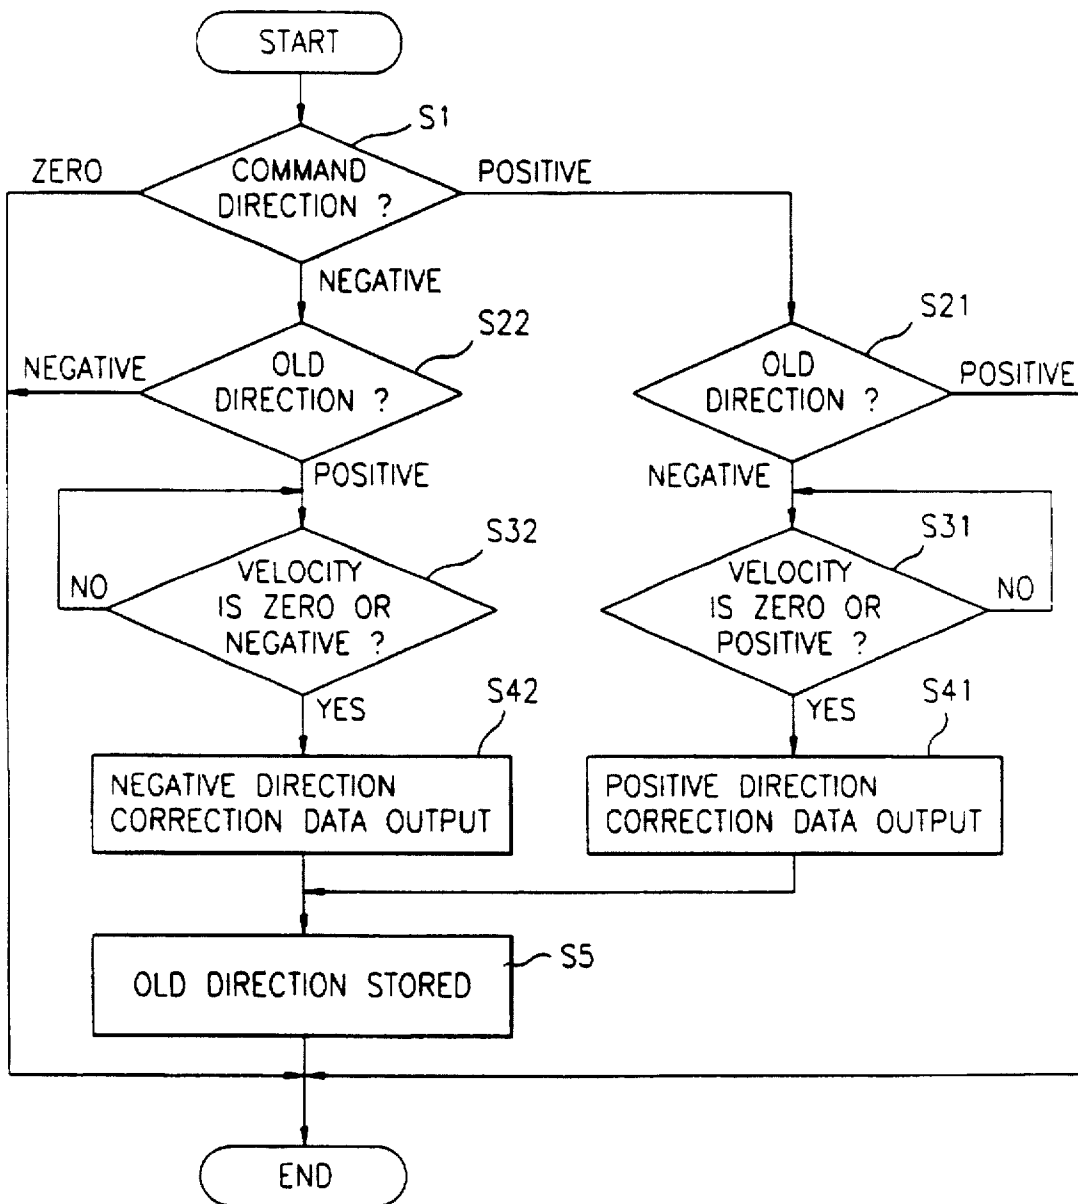 START
S1
ZERO
COMMAND
DIRECTION ?
POSITIVE
NEGATIVE
S22
S21
NEGATIVE
OLD
DIRECTION ?
OLD
DIRECTION ?
POSITIVE
POSITIVE
NEGATIVE
S32
S31
NO
VELOCITY
IS ZERO OR
NEGATIVE ?
VELOCITY
IS ZERO OR
POSITIVE ?
NO
YES
S42
YES
S41
NEGATIVE DIRECTION
CORRECTION DATA OUTPUT
POSITIVE DIRECTION
CORRECTION DATA OUTPUT
OLD DIRECTION STORED
S5
END